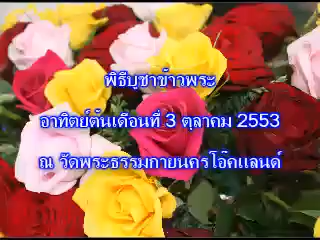 พิธีบูชาข้าวพระ
อาทิตย์ต้นเดือนที่ 3 ตุลาคม 2553
ณ วัดพระธรรมกายนครโอ๊คแลนด์